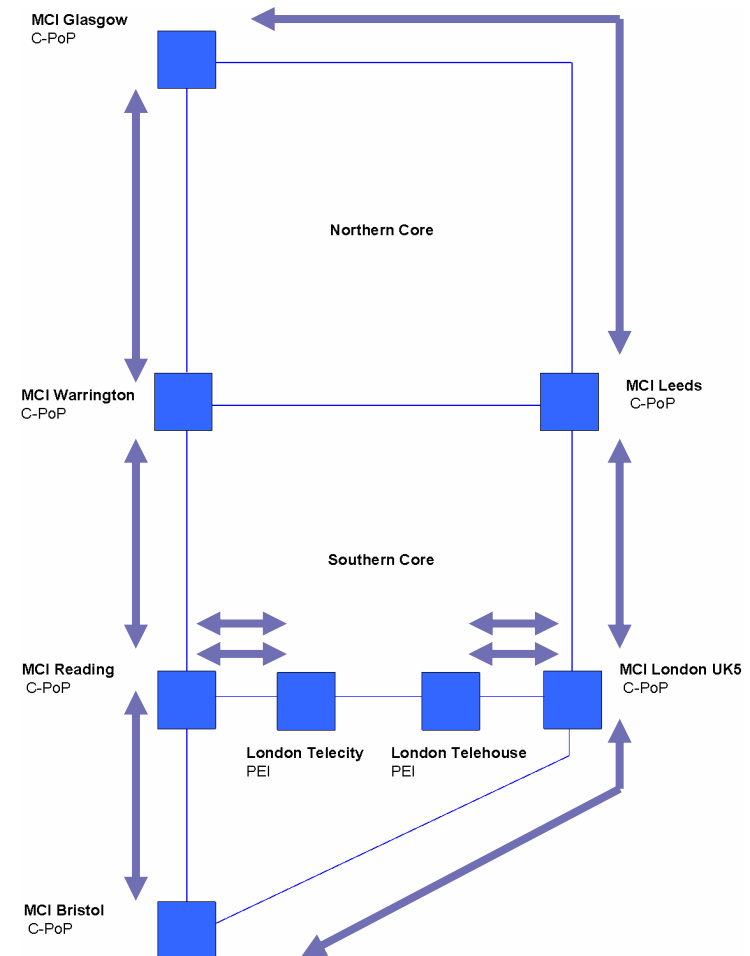 MCI Glasgow
C-PoP
Northern Core
MCI Warrington
C-PoP
MCI Leeds
C-PoP
Southern Core
MCI Reading
C-PoP
MCI London UK5
C-PoP
London Telecity
PEI
London Telehouse
PEI
MCI Bristol
C-PoP